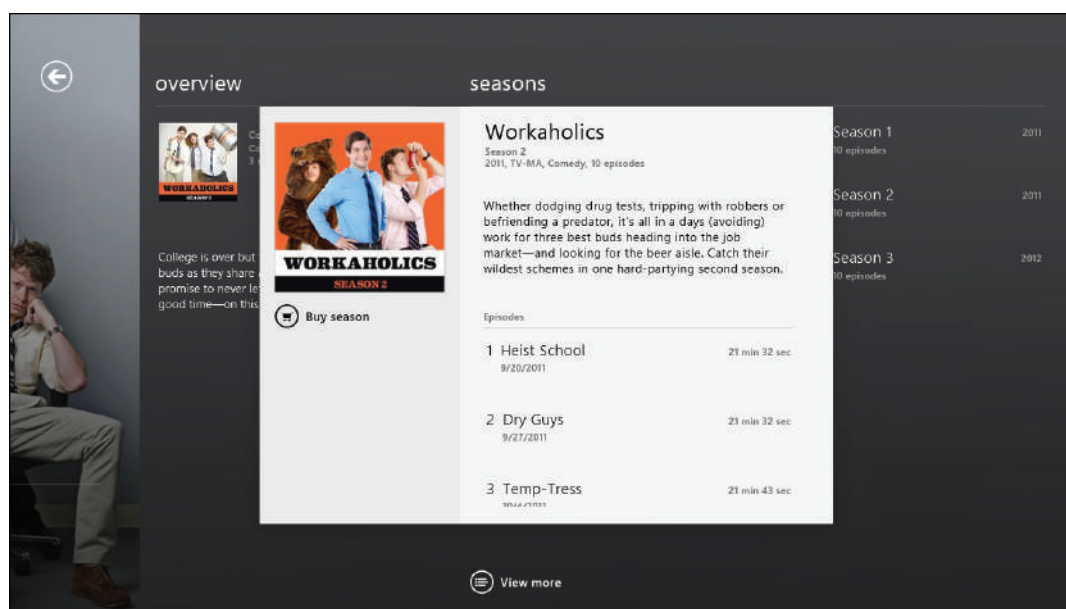 overview
seasons
WORKAHOLICS
College is over but
buds as they share
promise to never le
good time—on this
WORKAHOLICS
SEASON 2
Buy season
Workaholics
Season 2
2011, TV-MA, Comedy, 10 episodes
Whether dodging drug tests, tripping with robbers or
befriending a predator, it's all in a days (avoiding)
work for three best buds heading into the job
market—and looking for the beer aisle. Catch their
wildest schemes in one hard-partying second season.
Episodes
1 Heist School 21 min 32 sec
9/20/2011
2 Dry Guys 21 min 32 sec
9/27/2011
3 Temp-Tress 21 min 43 sec
Season 1 2011
10 episodes
Season 2 2011
10 episodes
Season 3 2012
10 episodes
View more